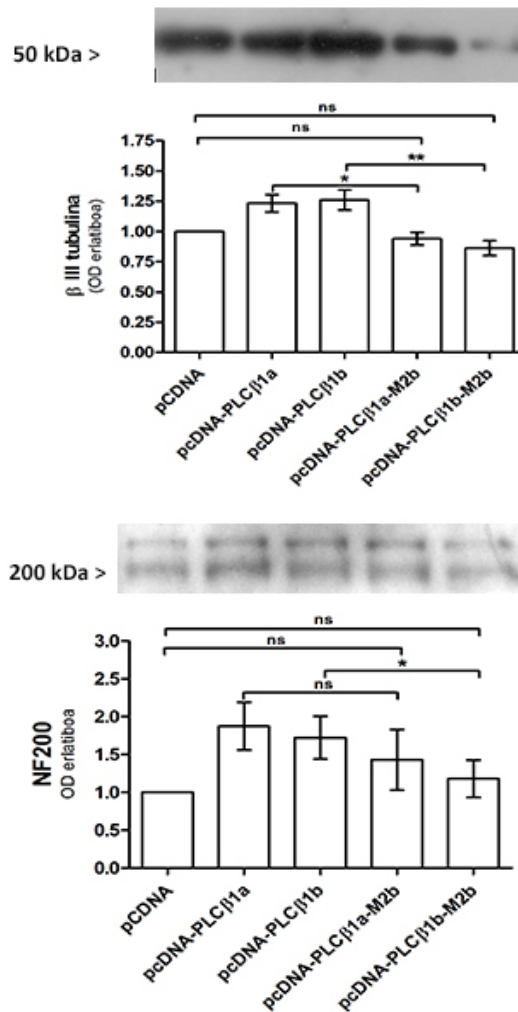 50 kDa >
ns
ns
**
*
1.75
1.50
1.25
1.00
0.75
0.50
0.25
0.00
β III tubulina
(OD erlatiboa)
pCDNA
pcDNA-PLCβ1a
pcDNA-PLCβ1b
pcDNA-PLCβ1a-M2b
pcDNA-PLCβ1b-M2b
200 kDa >
ns
ns
*
ns
3.0
2.5
2.0
1.5
1.0
0.5
0.0
NF200
OD erlatiboa
pCDNA
pcDNA-PLCβ1a
pcDNA-PLCβ1b
pcDNA-PLCβ1a-M2b
pcDNA-PLCβ1b-M2b